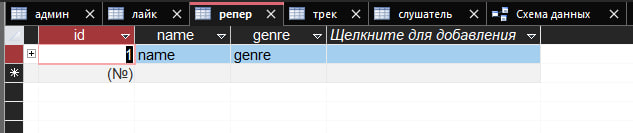 админ лайк репер трек слушатель Схема данных
id name genre Щелкните для добавления
1 name genre
(№)